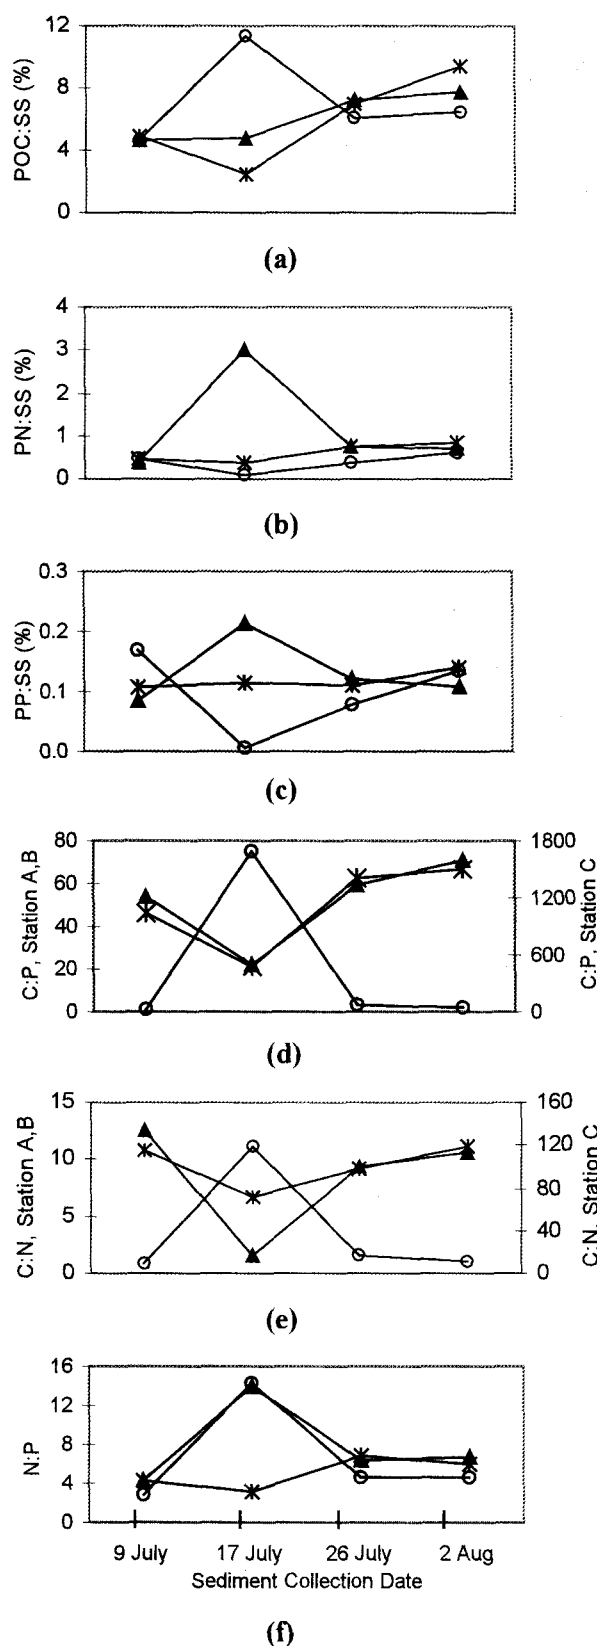 12
8
4
0
POC:SS (%)
(a)
4
3
2
1
0
PN:SS (%)
(b)
0.3
0.2
0.1
0.0
PP:SS (%)
(c)
80
60
40
20
0
C:P, Station A,B
1800
1200
600
0
C:P, Station C
(d)
15
10
5
0
C:N, Station A,B
160
120
80
40
0
C:N, Station C
(e)
16
12
8
4
0
N:P
9 July 17 July 26 July 2 Aug
Sediment Collection Date
(f)